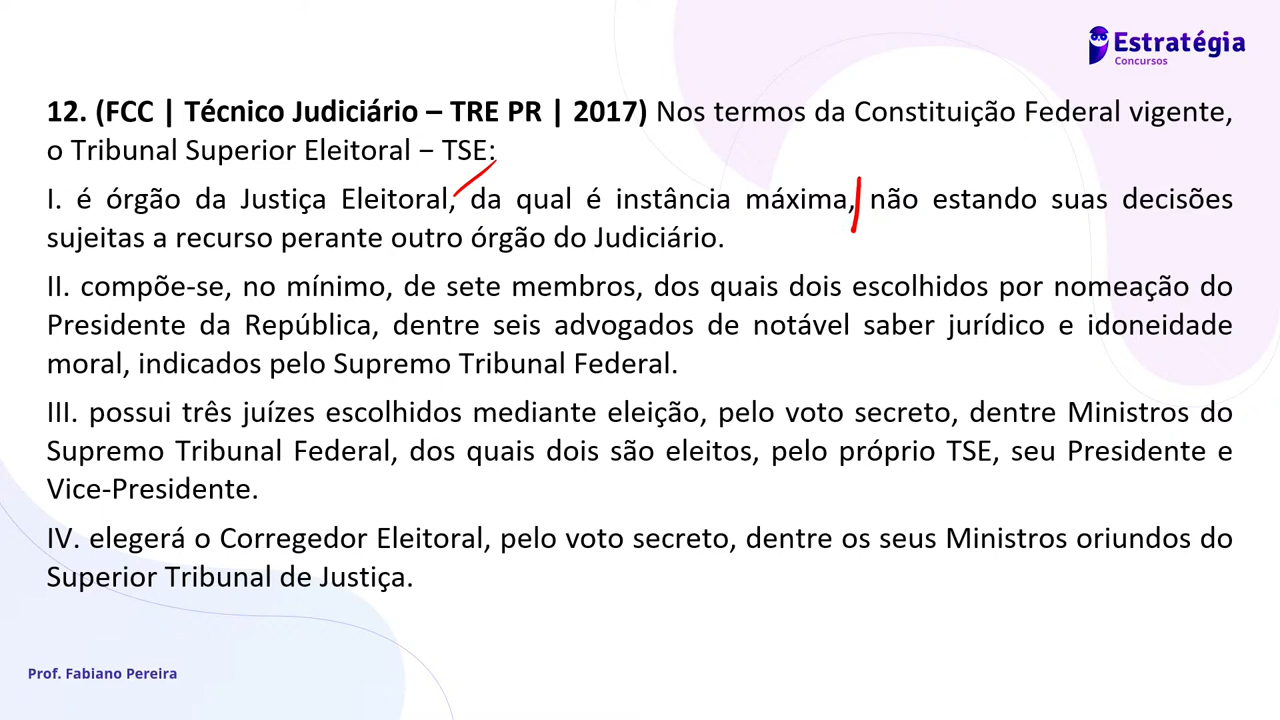 Estratégia
Concursos
12. (FCC | Técnico Judiciário – TRE PR | 2017) Nos termos da Constituição Federal vigente,
o Tribunal Superior Eleitoral − TSE:
I. é órgão da Justiça Eleitoral, da qual é instância máxima, não estando suas decisões
sujeitas a recurso perante outro órgão do Judiciário.
II. compõe-se, no mínimo, de sete membros, dos quais dois escolhidos por nomeação do
Presidente da República, dentre seis advogados de notável saber jurídico e idoneidade
moral, indicados pelo Supremo Tribunal Federal.
III. possui três juízes escolhidos mediante eleição, pelo voto secreto, dentre Ministros do
Supremo Tribunal Federal, dos quais dois são eleitos, pelo próprio TSE, seu Presidente e
Vice-Presidente.
IV. elegerá o Corregedor Eleitoral, pelo voto secreto, dentre os seus Ministros oriundos do
Superior Tribunal de Justiça.
Prof. Fabiano Pereira